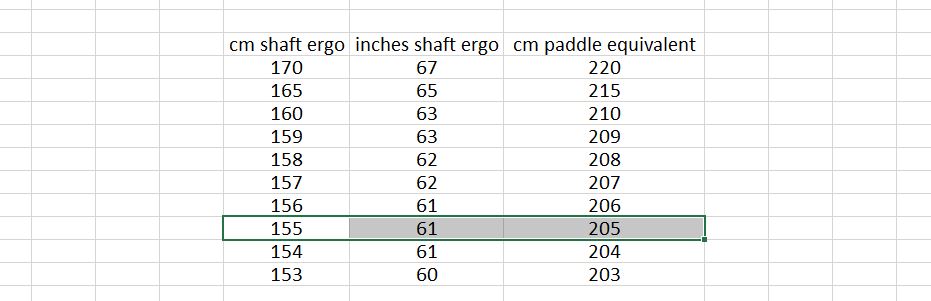 cm shaft ergo inches shaft ergo cm paddle equivalent
170 67 220
165 65 215
160 63 210
159 63 209
158 62 208
157 62 207
156 61 206
155 61 205
154 61 204
153 60 203